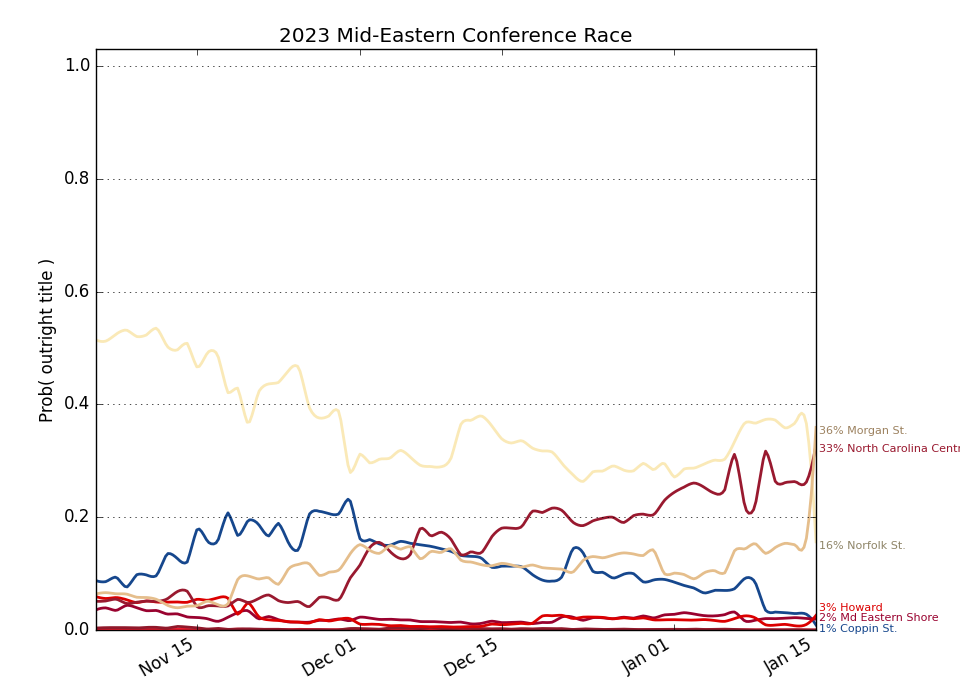 2023 Mid-Eastern Conference Race
1.0
0.8
0.6
0.4
0.2
0.0
Prob( outright title )
36% Morgan St.
33% North Carolina Centr
16% Norfolk St.
3% Howard
2% Md Eastern Shore
1% Coppin St.
Nov 15
Dec 01
Dec 15
Jan 01
Jan 15